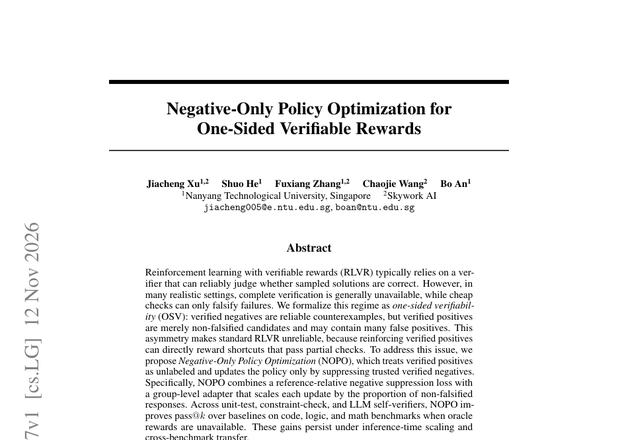 Negative-Only Policy Optimization for
One-Sided Verifiable Rewards
Jiacheng Xu1,2 Shuo He1 Fuxiang Zhang1,2 Chaojie Wang2 Bo An1
1Nanyang Technological University, Singapore 2Skywork AI
jiacheng005@e.ntu.edu.sg, boan@ntu.edu.sg
Abstract
Reinforcement learning with verifiable rewards (RLVR) typically relies on a ver-
ifier that can reliably judge whether sampled solutions are correct. However, in
many realistic settings, complete verification is generally unavailable, while cheap
checks can only falsify failures. We formalize this regime as one-sided verifiabil-
ity (OSV): verified negatives are reliable counterexamples, but verified positives
are merely non-falsified candidates and may contain many false positives. This
asymmetry makes standard RLVR unreliable, because reinforcing verified positives
can directly reward shortcuts that pass partial checks. To address this issue, we
propose Negative-Only Policy Optimization (NOPO), which treats verified positives
as unlabeled and updates the policy only by suppressing trusted verified negatives.
Specifically, NOPO combines a reference-relative negative suppression loss with
a group-level adapter that scales each update by the proportion of non-falsified
responses. Across unit-test, constraint-check, and LLM self-verifiers, NOPO im-
proves pass@k over baselines on code, logic, and math benchmarks when oracle
rewards are unavailable. These gains persist under inference-time scaling and
cross-benchmark transfer.
7v1 [cs.LG] 12 Nov 2026